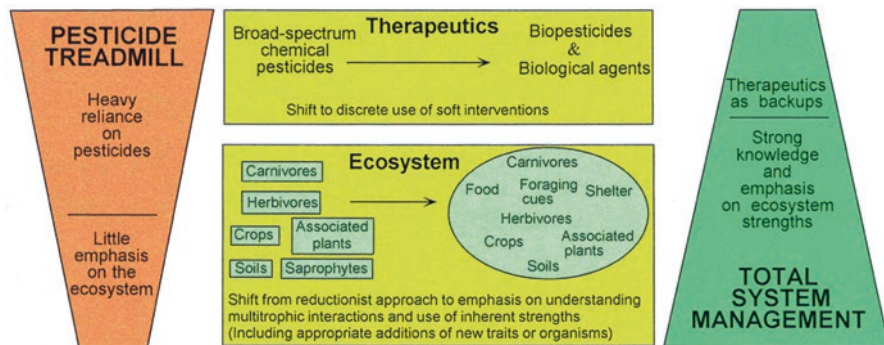 PESTICIDE
TREADMILL
Heavy
reliance
on
pesticides
Little
emphasis
on the
ecosystem
Therapeutics
Broad-spectrum
chemical
pesticides
Biopesticides
&
Biological agents
Shift to discrete use of soft interventions
Ecosystem
Carnivores
Herbivores
Crops
Associated
plants
Soils
Saprophytes
Carnivores
Food
Foraging
cues
Shelter
Herbivores
Crops
Associated
plants
Soils
Shift from reductionist approach to emphasis on understanding
multitrophic interactions and use of inherent strengths
(Including appropriate additions of new traits or organisms)
Therapeutics
as backups
Strong
knowledge
and
emphasis
on ecosystem
strengths
TOTAL
SYSTEM
MANAGEMENT